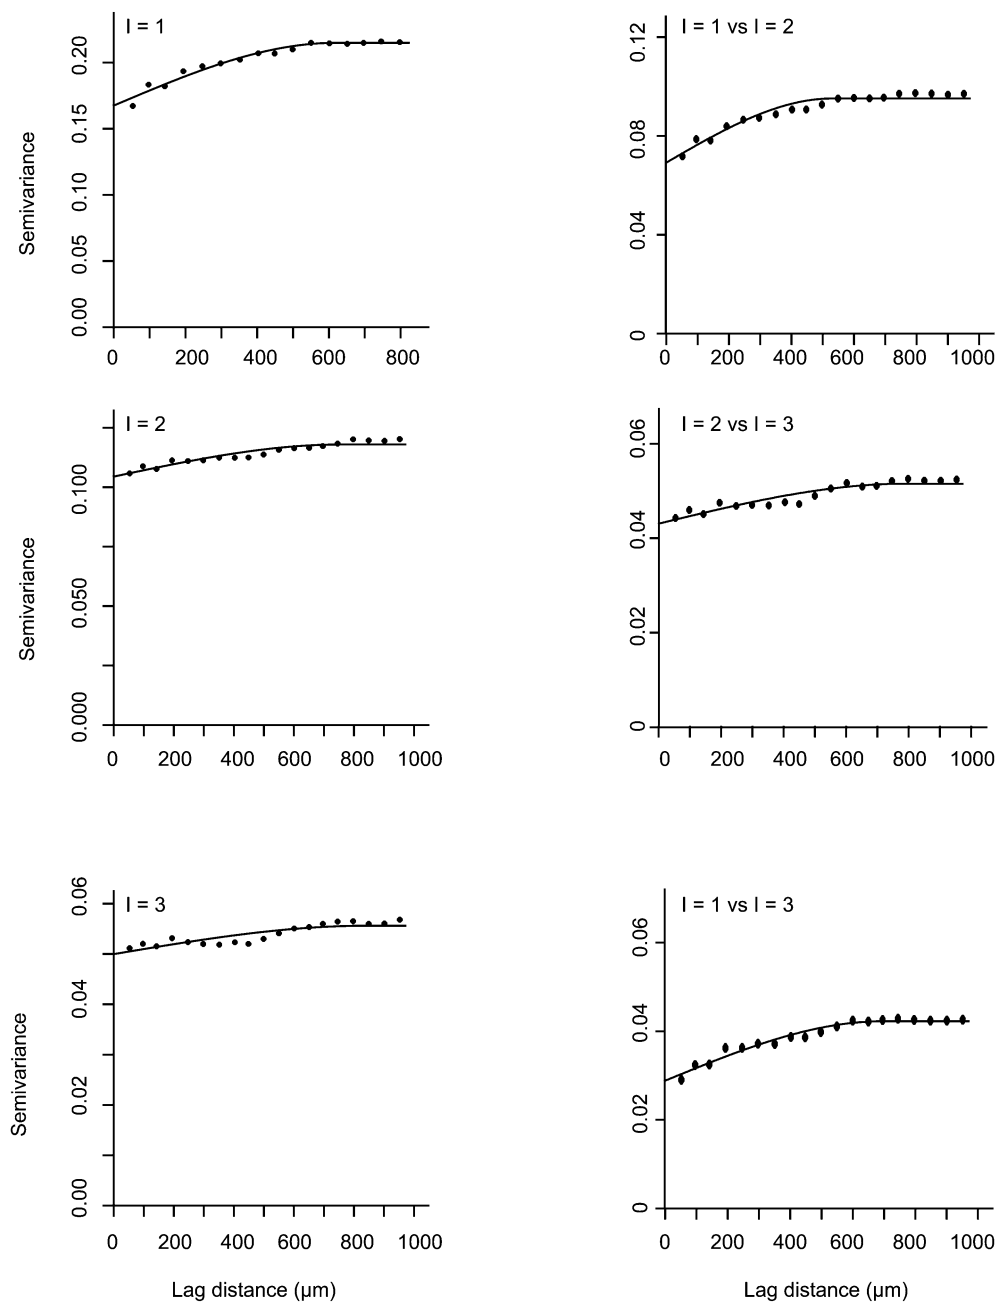 I = 1
Semivariance
0.20
0.15
0.10
0.05
0.00
0 200 400 600 800
I = 1 vs I = 2
0.12
0.08
0.04
0
0 200 400 600 800 1000
I = 2
Semivariance
0.100
0.050
0.000
0 200 400 600 800 1000
I = 2 vs I = 3
0.06
0.04
0.02
0
0 200 400 600 800 1000
I = 3
Semivariance
0.06
0.04
0.02
0.00
0 200 400 600 800 1000
Lag distance (µm)
I = 1 vs I = 3
0.06
0.04
0.02
0
0 200 400 600 800 1000
Lag distance (µm)